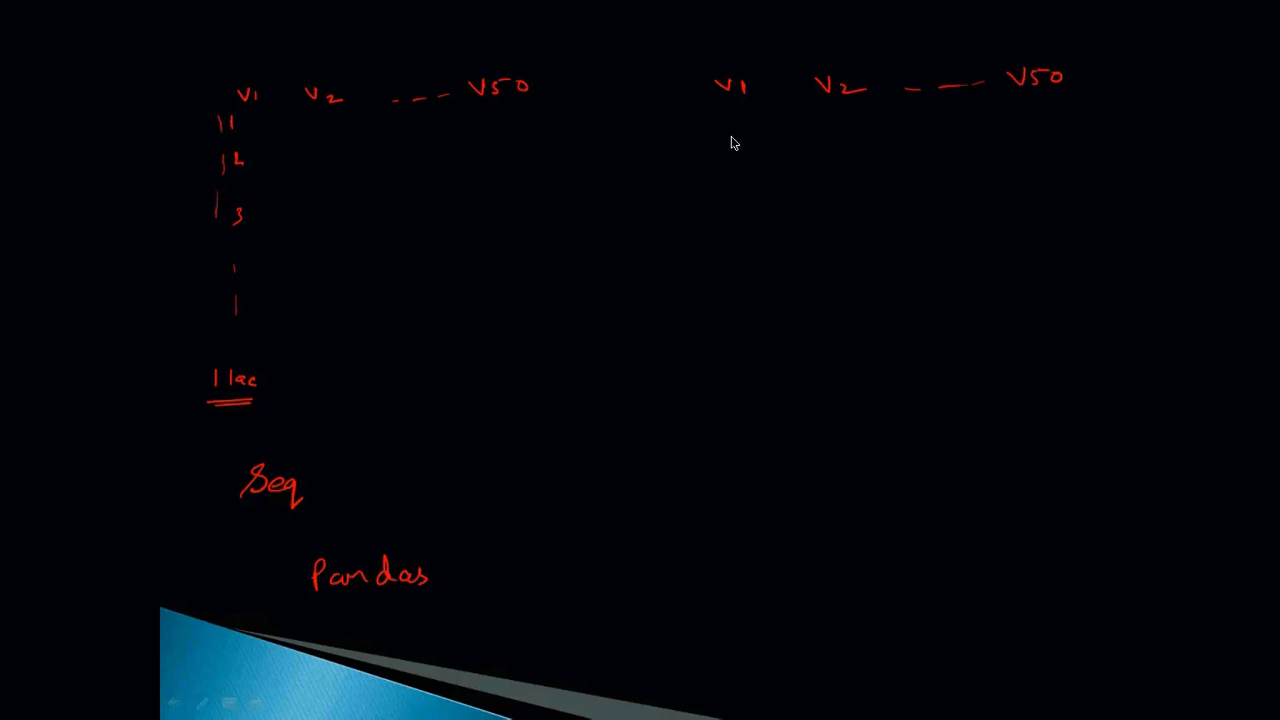 V1 V2 --- V50 V1 V2 --- V50
1
2
3
1 lac
Seq
Pandas